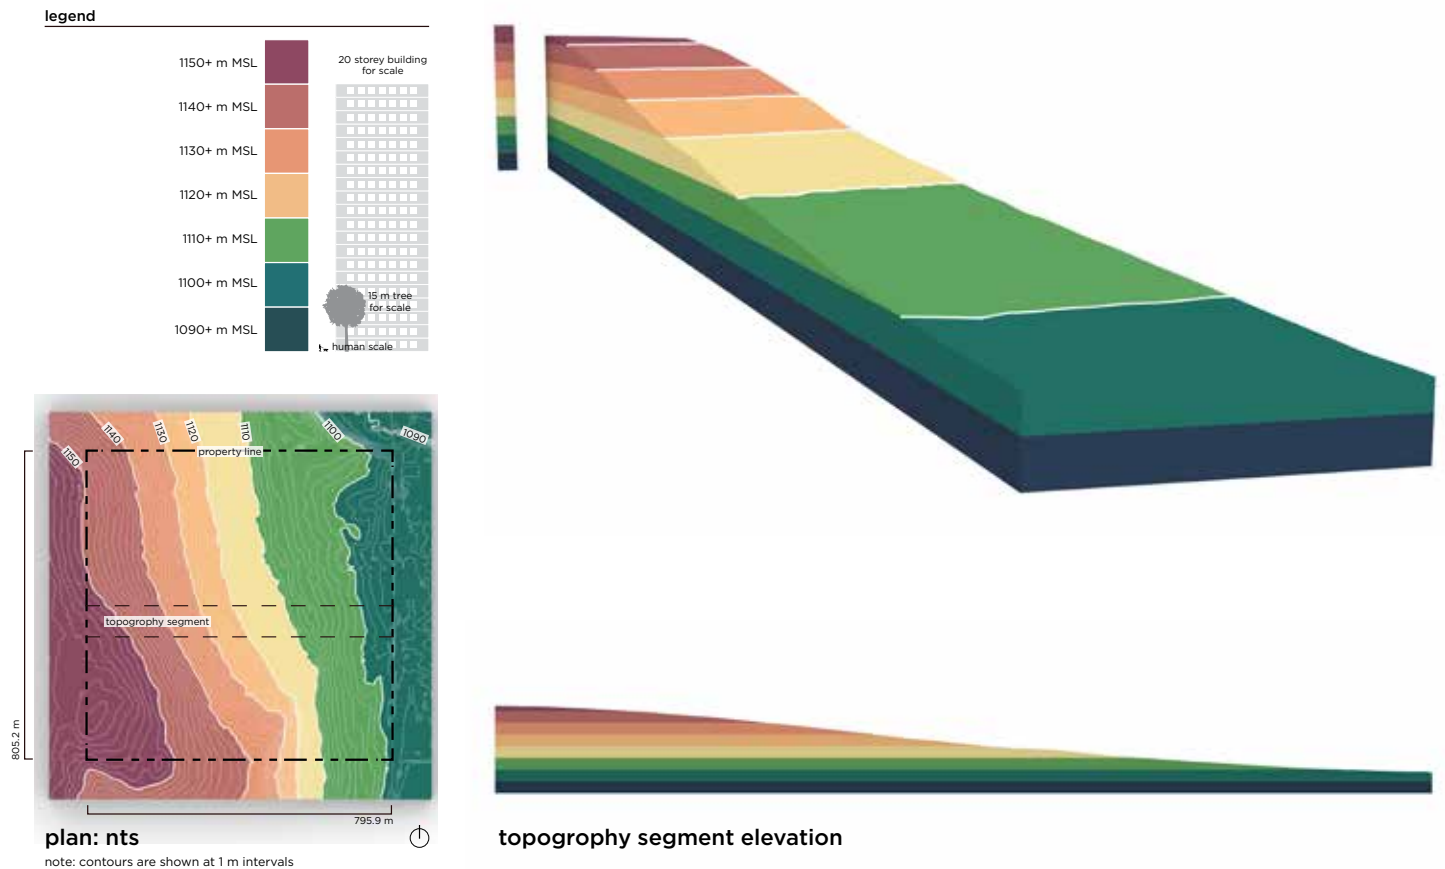 legend
1150+ m MSL
1140+ m MSL
1130+ m MSL
1120+ m MSL
1110+ m MSL
1100+ m MSL
1090+ m MSL
20 storey building
for scale
15 m tree
for scale
human scale
1150
1140
1130
1120
1110
1100
1090
property line
topography segment
805.2 m
795.9 m
plan: nts
note: contours are shown at 1 m intervals
topography segment elevation